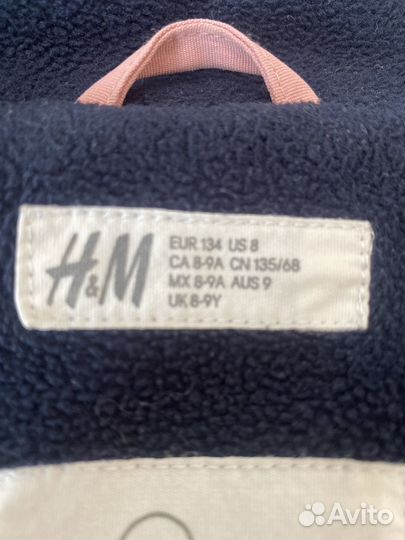 H&M
EUR 134 US 8
CA 8-9A CN 135/68
MX 8-9A AUS 9
UK 8-9Y
Avito